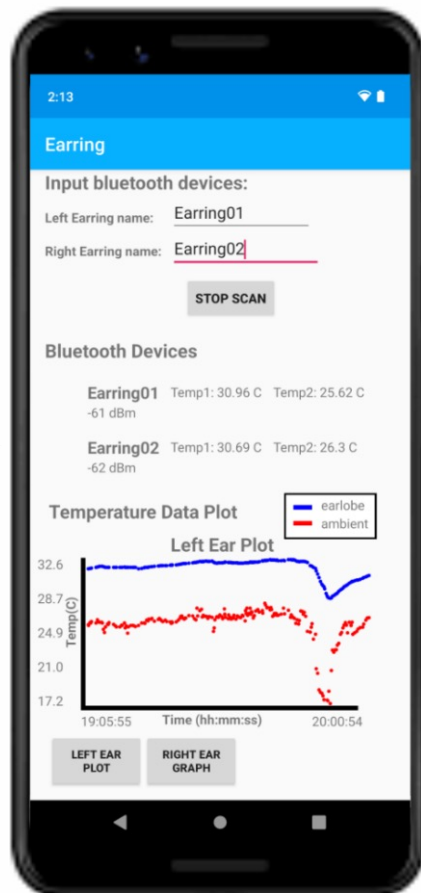 2:13
Earring
Input bluetooth devices:
Left Earring name: Earring01
Right Earring name: Earring02
STOP SCAN
Bluetooth Devices
Earring01 Temp1: 30.96 C Temp2: 25.62 C
-61 dBm
Earring02 Temp1: 30.69 C Temp2: 26.3 C
-62 dBm
Temperature Data Plot
earlobe
ambient
Left Ear Plot
Temp(C)
32.6
28.7
24.9
21.0
17.2
19:05:55 Time (hh:mm:ss) 20:00:54
LEFT EAR
PLOT
RIGHT EAR
GRAPH